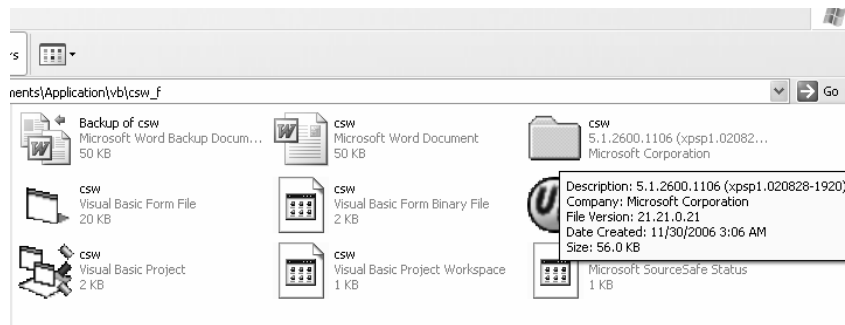 rs
ments\Application\vb\csw_f
Go
Backup of csw
Microsoft Word Backup Docum...
50 KB
csw
Microsoft Word Document
50 KB
csw
5.1.2600.1106 (xpsp1.02082...
Microsoft Corporation
csw
Visual Basic Form File
20 KB
csw
Visual Basic Form Binary File
2 KB
Description: 5.1.2600.1106 (xpsp1.020828-1920)
Company: Microsoft Corporation
File Version: 21.21.0.21
Date Created: 11/30/2006 3:06 AM
Size: 56.0 KB
csw
Visual Basic Project
2 KB
csw
Visual Basic Project Workspace
1 KB
Microsoft SourceSafe Status
1 KB